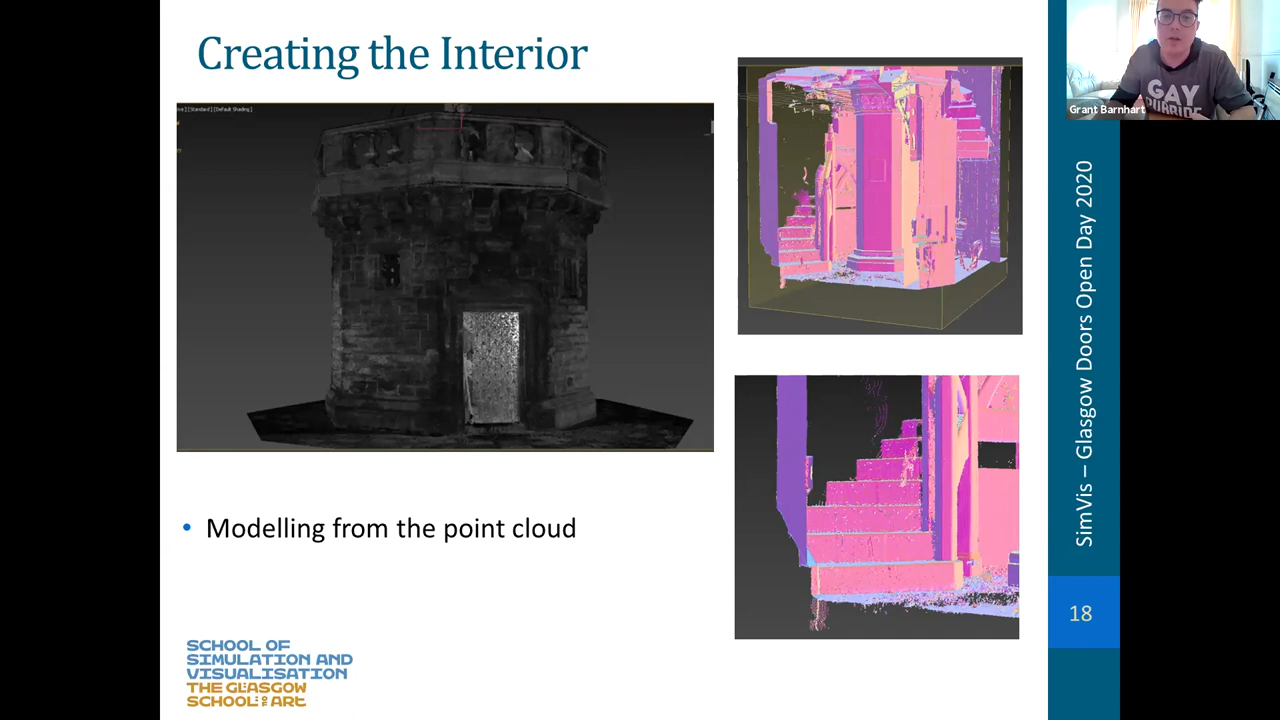 Creating the Interior
[Standard] [Default Shading]
Grant Barnhart
GAY
SimVis – Glasgow Doors Open Day 2020
• Modelling from the point cloud
18
SCHOOL OF
SIMULATION AND
VISUALISATION
THE GLASGOW
SCHOOL OF ART